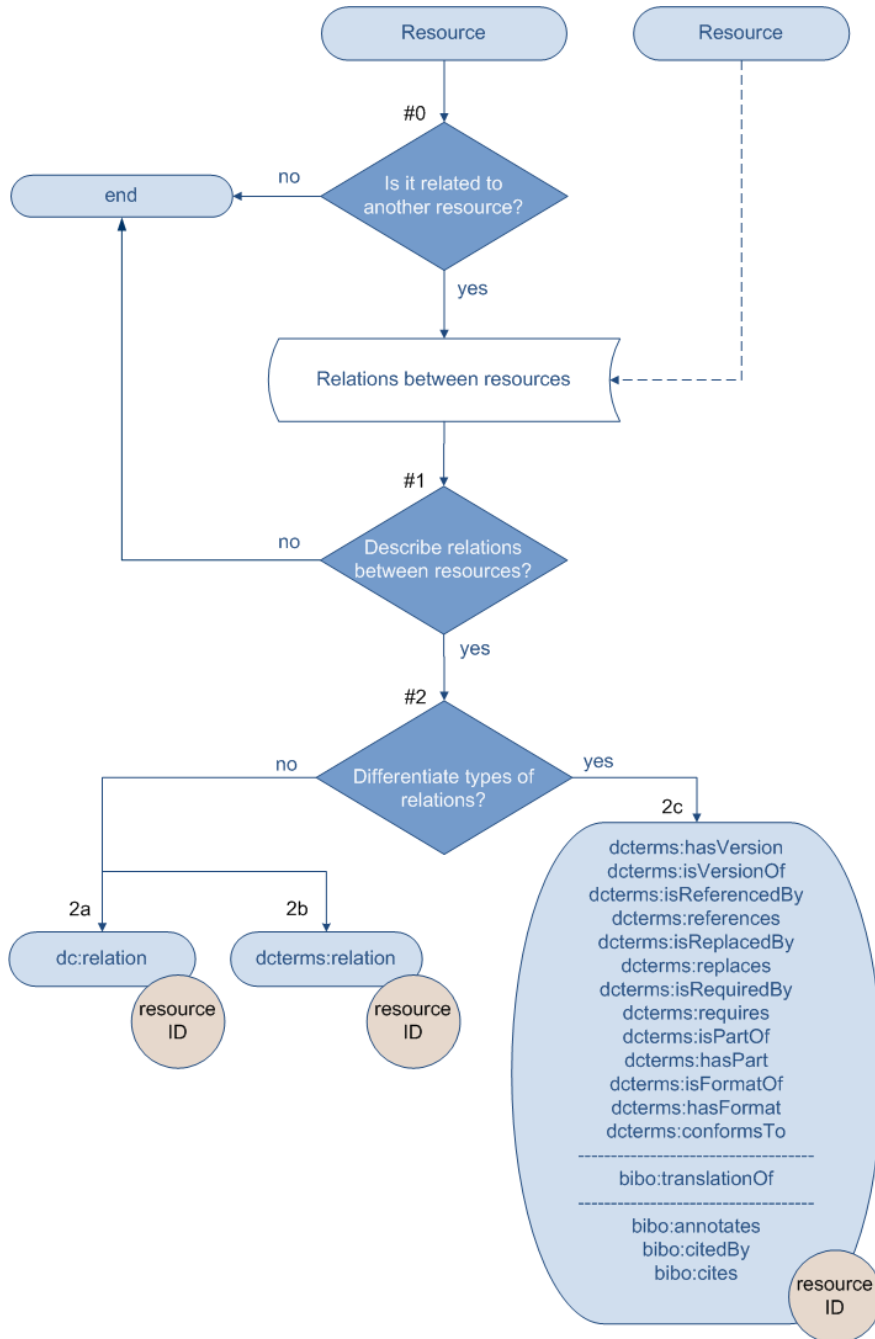 Resource
Resource
#0
Is it related to
another resource?
no
end
yes
Relations between resources
#1
Describe relations
between resources?
no
yes
#2
Differentiate types of
relations?
no
yes
2a
dc:relation
resource
ID
2b
dcterms:relation
resource
ID
2c
dcterms:hasVersion
dcterms:isVersionOf
dcterms:isReferencedBy
dcterms:references
dcterms:isReplacedBy
dcterms:replaces
dcterms:isRequiredBy
dcterms:requires
dcterms:isPartOf
dcterms:hasPart
dcterms:isFormatOf
dcterms:hasFormat
dcterms:conformsTo
------------------------------------
bibo:translationOf
------------------------------------
bibo:annotates
bibo:citedBy
bibo:cites
resource
ID